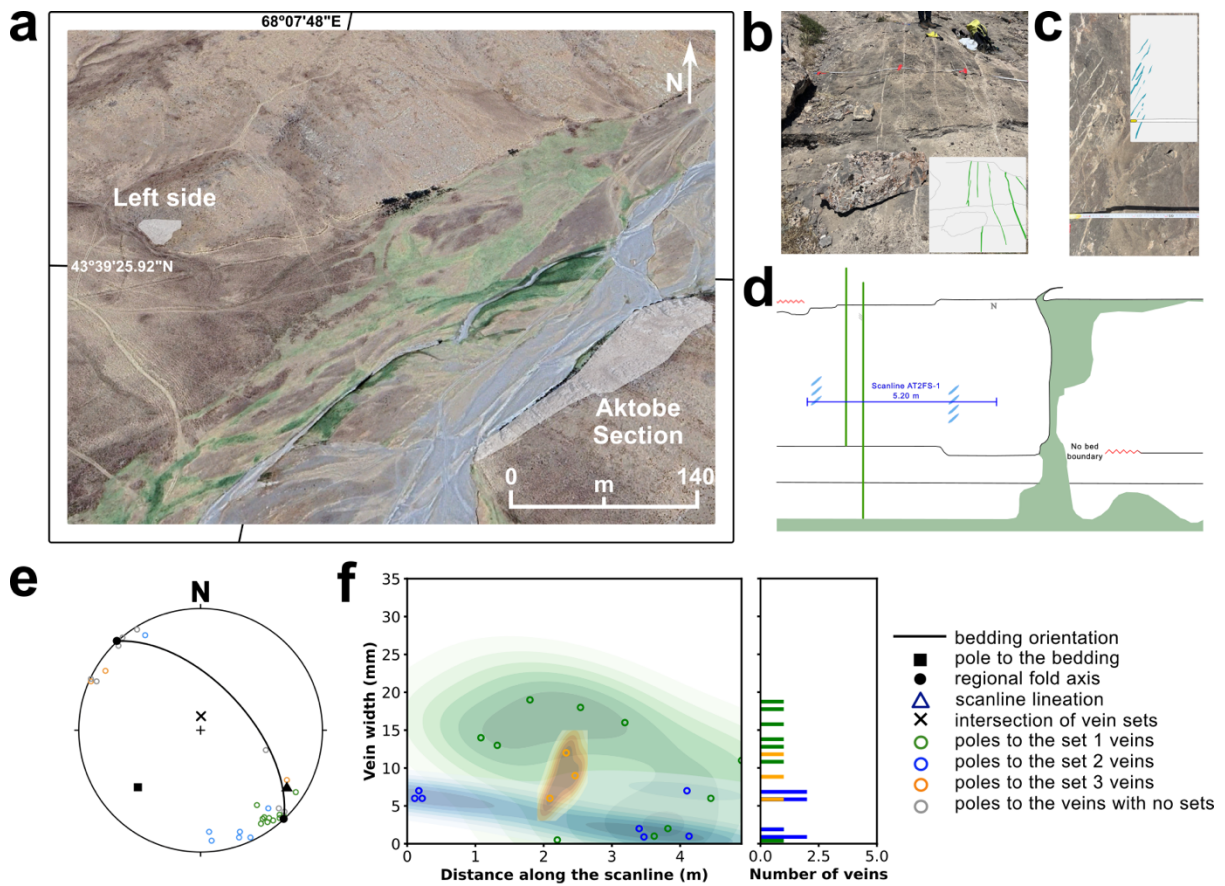 a
68°07'48"E
N
Left side
43°39'25.92"N
Aktobe
Section
0
140
m
b
c
d
N
Scanline AT2FS-1
5.20 m
No bed
boundary
e
N
f
35
30
25
20
15
10
5
0
Vein width (mm)
0
1
2
3
4
Distance along the scanline (m)
0.0
2.5
5.0
Number of veins
bedding orientation
pole to the bedding
regional fold axis
scanline lineation
intersection of vein sets
poles to the set 1 veins
poles to the set 2 veins
poles to the set 3 veins
poles to the veins with no sets